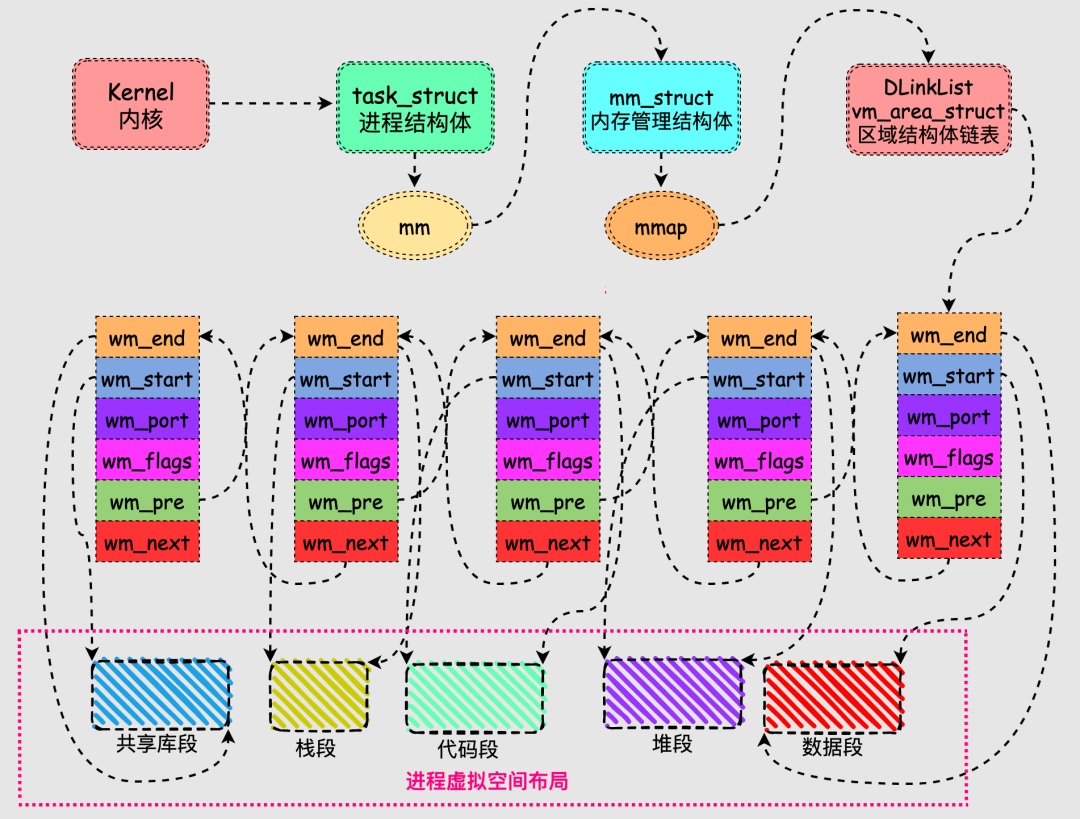 Kernel
内核
task_struct
进程结构体
mm_struct
内存管理结构体
DLinkList
vm_area_struct
区域结构体链表
mm
mmap
wm_end
wm_start
wm_port
wm_flags
wm_pre
wm_next
wm_end
wm_start
wm_port
wm_flags
wm_pre
wm_next
wm_end
wm_start
wm_port
wm_flags
wm_pre
wm_next
wm_end
wm_start
wm_port
wm_flags
wm_pre
wm_next
wm_end
wm_start
wm_port
wm_flags
wm_pre
wm_next
共享库段
栈段
代码段
堆段
数据段
进程虚拟空间布局